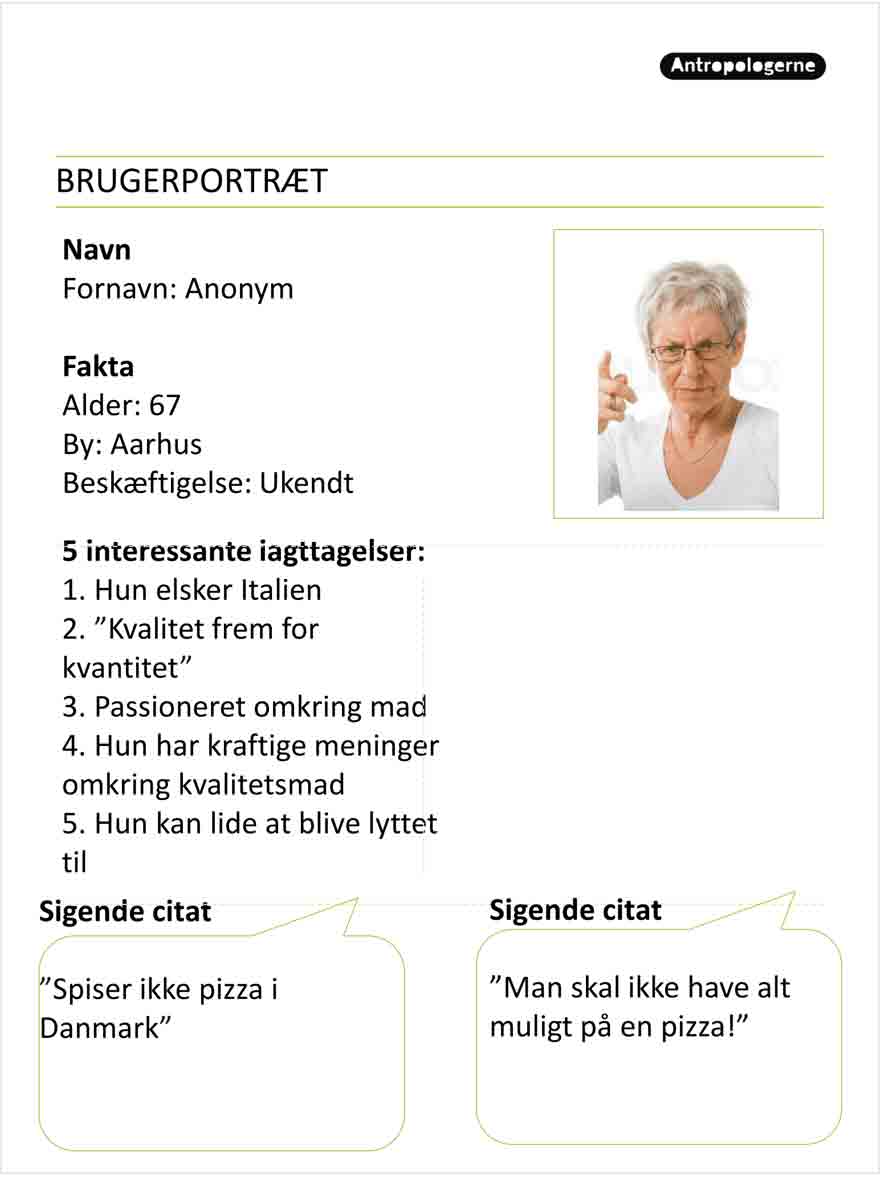 Antropologerne
BRUGERPORTRÆT
Navn
Fornavn: Anonym
Fakta
Alder: 67
By: Aarhus
Beskæftigelse: Ukendt
5 interessante iagttagelser:
1. Hun elsker Italien
2. ”Kvalitet frem for
kvantitet”
3. Passioneret omkring mad
4. Hun har kraftige meninger
omkring kvalitetsmad
5. Hun kan lide at blive lyttet
til
Sigende citat
”Spiser ikke pizza i
Danmark”
Sigende citat
”Man skal ikke have alt
muligt på en pizza!”